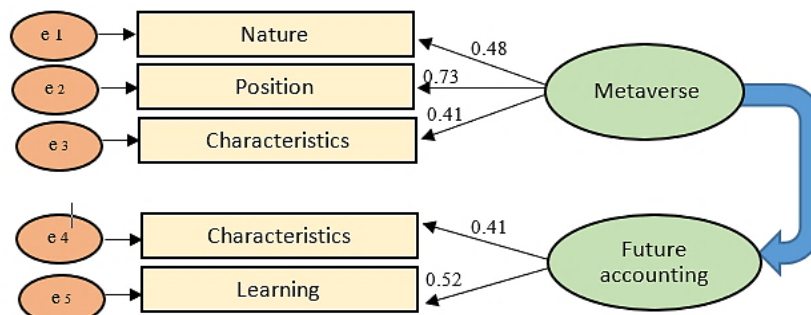 e 1
Nature
0.48
e 2
Position
0.73
Metaverse
e 3
Characteristics
0.41
e 4
Characteristics
0.41
Future
accounting
e 5
Learning
0.52